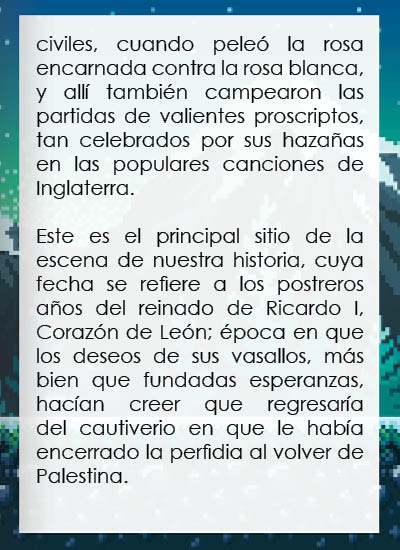 civiles, cuando peleó la rosa
encarnada contra la rosa blanca,
y allí también campearon las
partidas de valientes proscriptos,
tan celebrados por sus hazañas
en las populares canciones de
Inglaterra.
Este es el principal sitio de la
escena de nuestra historia, cuya
fecha se refiere a los postreros
años del reinado de Ricardo I,
Corazón de León; época en que
los deseos de sus vasallos, más
bien que fundadas esperanzas,
hacían creer que regresaría
del cautiverio en que le había
encerrado la perfidia al volver de
Palestina.